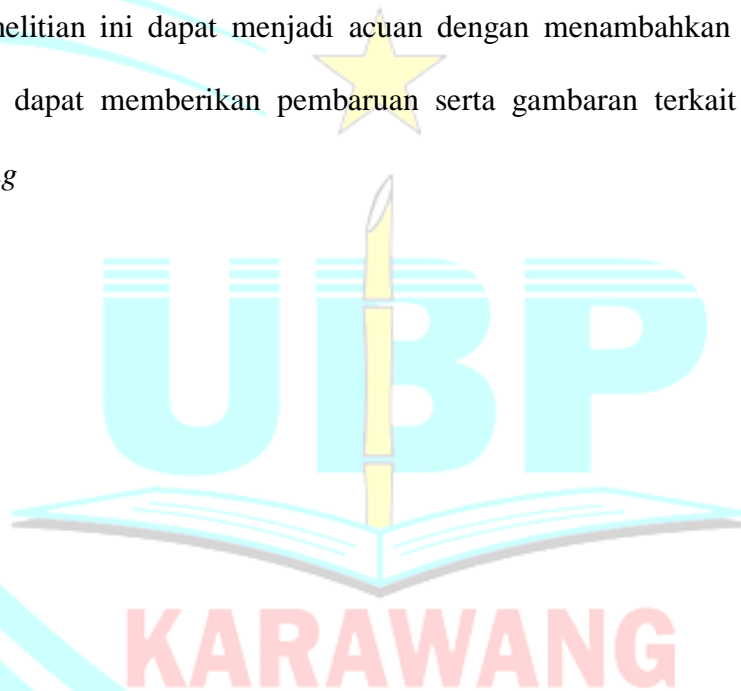 nelitian ini dapat menjadi acuan dengan menambahkan
dapat memberikan pembaruan serta gambaran terkait
g
UBP
KARAWANG